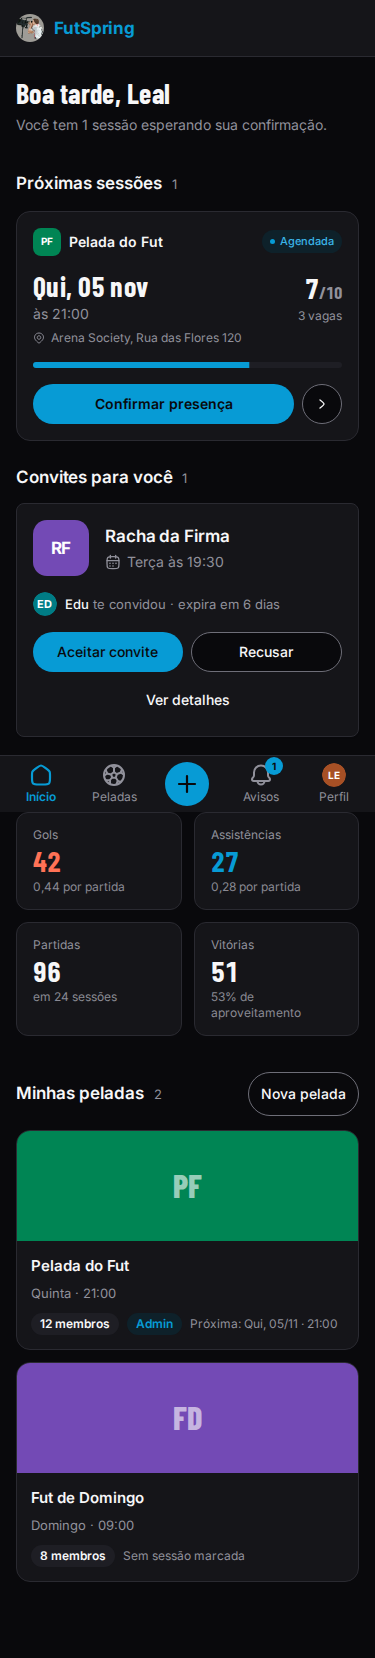 FutSpring
Boa tarde, Leal
Você tem 1 sessão esperando sua confirmação.
Próximas sessões 1
PF Pelada do Fut Agendada
Qui, 05 nov 7/10
às 21:00 3 vagas
Arena Society, Rua das Flores 120
Confirmar presença
Convites para você 1
RF Racha da Firma
Terça às 19:30
ED Edu te convidou · expira em 6 dias
Aceitar convite Recusar
Ver detalhes
1
LE
Início Peladas Avisos Perfil
Gols Assistências
42 27
0,44 por partida 0,28 por partida
Partidas Vitórias
96 51
em 24 sessões 53% de
aproveitamento
Minhas peladas 2 Nova pelada
PF
Pelada do Fut
Quinta · 21:00
12 membros Admin Próxima: Qui, 05/11 · 21:00
FD
Fut de Domingo
Domingo · 09:00
8 membros Sem sessão marcada